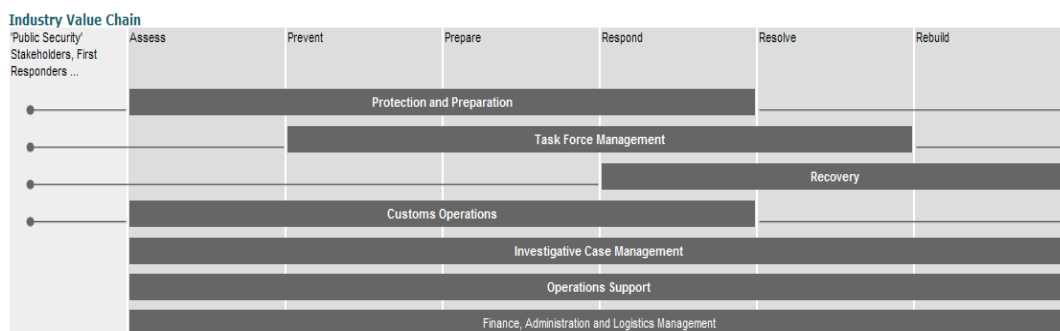 Industry Value Chain
'Public Security'
Stakeholders, First
Responders ...
Assess
Prevent
Prepare
Respond
Resolve
Rebuild
Protection and Preparation
Task Force Management
Recovery
Customs Operations
Investigative Case Management
Operations Support
Finance, Administration and Logistics Management